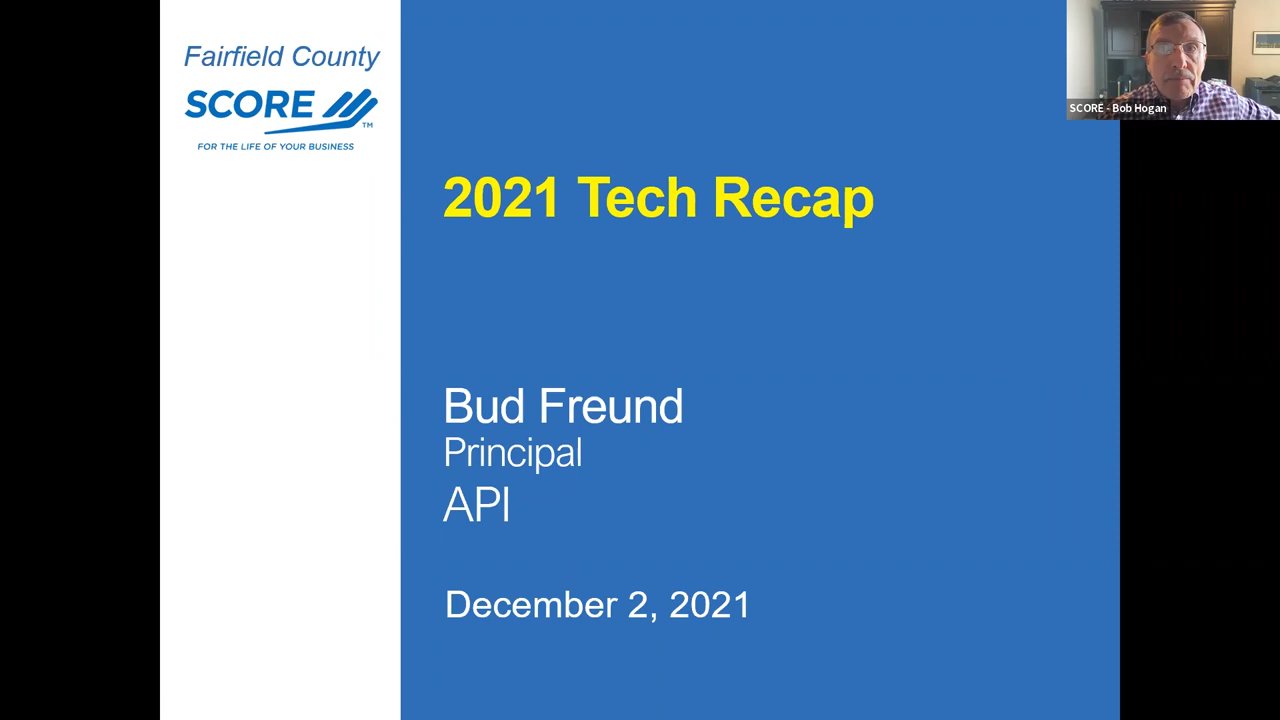 Fairfield County
SCORE
TM
FOR THE LIFE OF YOUR BUSINESS
SCORE - Bob Hogan
2021 Tech Recap
Bud Freund
Principal
API
December 2, 2021